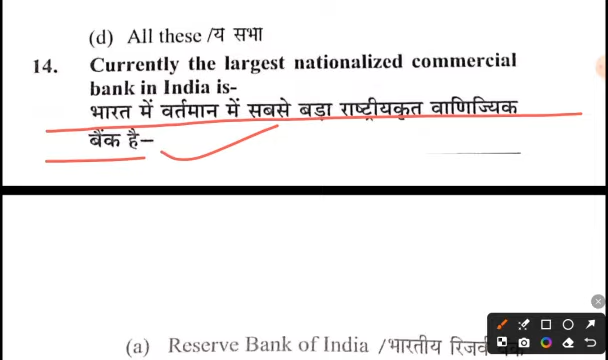 (d) All these /य सभा
14. Currently the largest nationalized commercial
bank in India is-
भारत में वर्तमान में सबसे बड़ा राष्ट्रीयकृत वाणिज्यिक
बैंक है–
(a) Reserve Bank of India /भारतीय रिजर्व बैंक